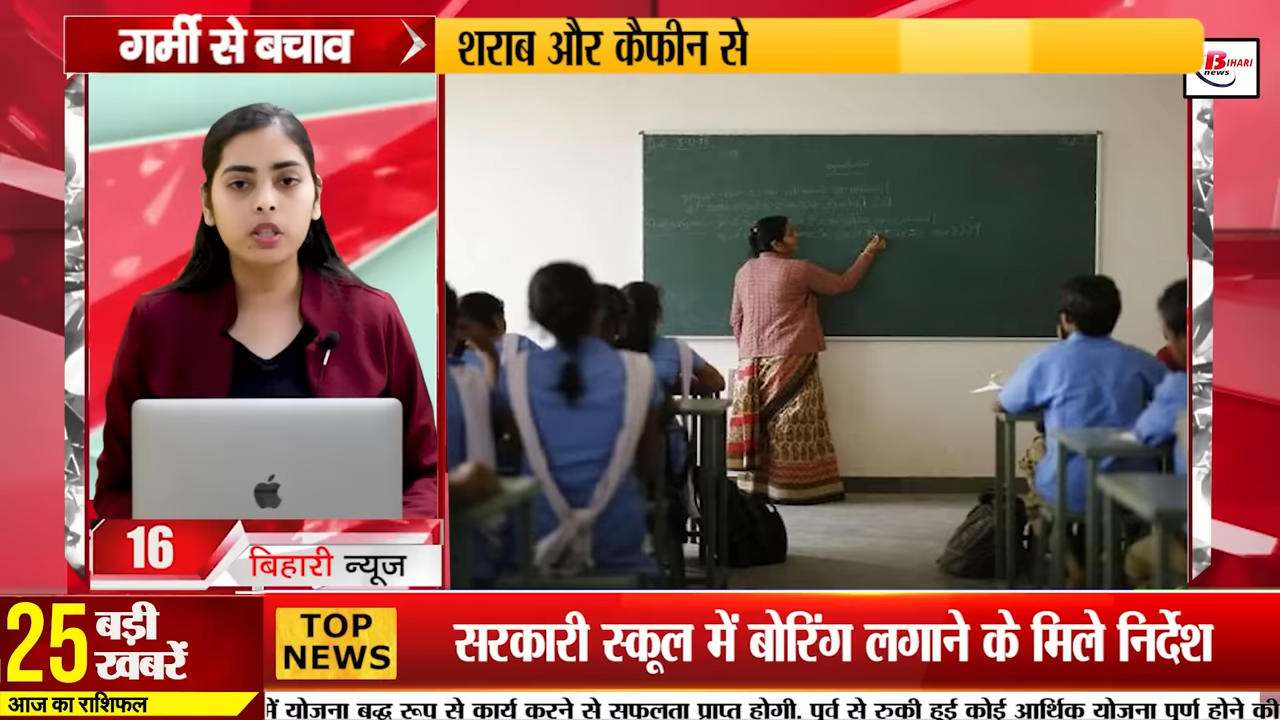 गर्मी से बचाव
शराब और कैफीन से
BIHARI
news
16
बिहारी न्यूज
25 बड़ी खबरें
TOP NEWS
सरकारी स्कूल में बोरिंग लगाने के मिले निर्देश
आज का राशिफल
में योजना बद्ध रूप से कार्य करने से सफलता प्राप्त होगी. पूर्व से रुकी हुई कोई आर्थिक योजना पूर्ण होने की